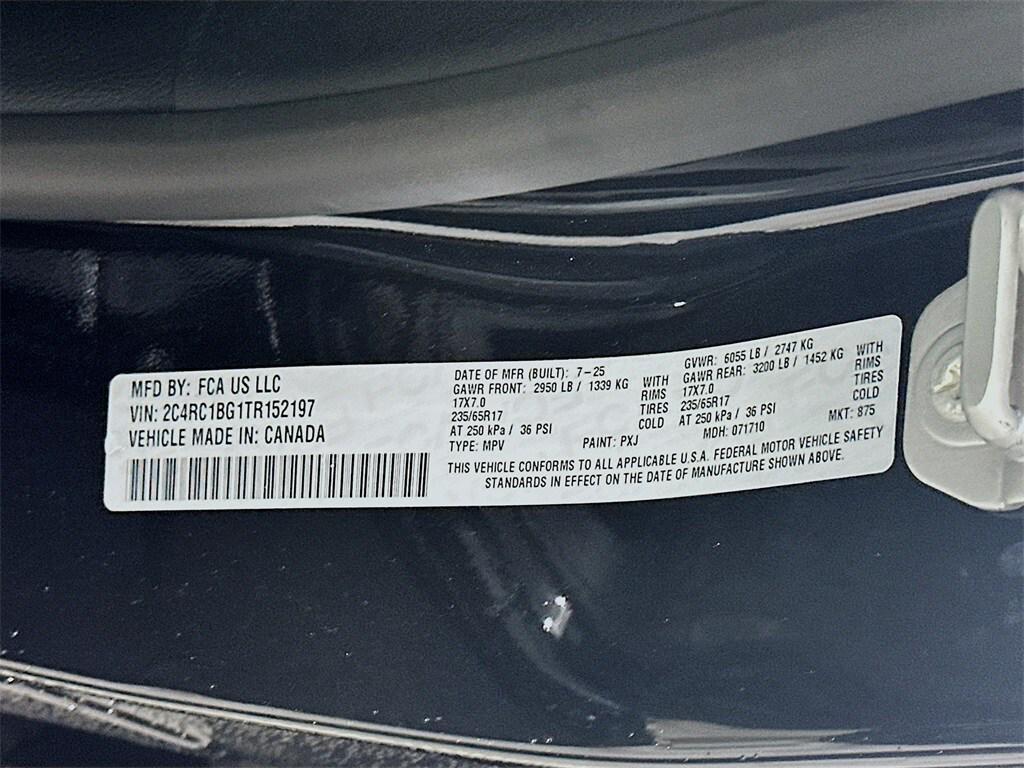 MFD BY: FCA US LLC
VIN: 2C4RC1BG1TR152197
VEHICLE MADE IN: CANADA
DATE OF MFR (BUILT): 7-25
GAWR FRONT: 2950 LB / 1339 KG WITH
17X7.0 RIMS
235/65R17 TIRES
AT 250 kPa / 36 PSI COLD
TYPE: MPV PAINT: PXJ
GVWR: 6055 LB / 2747 KG
GAWR REAR: 3200 LB / 1452 KG WITH
17X7.0 RIMS
235/65R17 TIRES
AT 250 kPa / 36 PSI COLD
MDH: 071710 MKT: 875
THIS VEHICLE CONFORMS TO ALL APPLICABLE U.S.A. FEDERAL MOTOR VEHICLE SAFETY
STANDARDS IN EFFECT ON THE DATE OF MANUFACTURE SHOWN ABOVE.